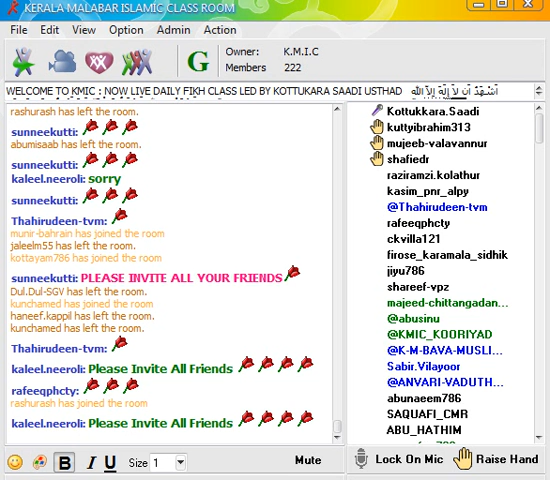 KERALA MALABAR ISLAMIC CLASS ROOM
File Edit View Option Admin Action
G Owner: K.M.I.C
Members 222
WELCOME TO KMIC : NOW LIVE DAILY FIKH CLASS LED BY KOTTUKARA SAADI USTHAD أشهد أن لا إله إلا الله
rashurash has left the room.
sunneekutti:
abumisaab has left the room.
sunneekutti:
kaleel.neeroli: sorry
sunneekutti:
Thahirudeen-tvm:
munir-bahrain has joined the room
jaleelm55 has left the room.
kottayam786 has joined the room
sunneekutti: PLEASE INVITE ALL YOUR FRIENDS
Dul.Dul-SGV has left the room.
kunchamed has joined the room
haneef.kappil has left the room.
kunchamed has left the room.
Thahirudeen-tvm:
kaleel.neeroli: Please Invite All Friends
rafeeqphcty:
rashurash has joined the room
kaleel.neeroli: Please Invite All Friends
Kottukkara.Saadi
kuttyibrahim313
mujeeb-valavannur
shafiedr
raziramzi.kolathur
kasim_pnr_alpy
@Thahirudeen-tvm
rafeeqphcty
ckvilla121
firose_karamala_sidhik
jiyu786
shareef-vpz
majeed-chittangadan...
@abusinu
@KMIC_KOORIYAD
@K-M-BAVA-MUSLI...
Sabir.Vilayoor
@ANVARI-VADUTH...
abunaeem786
SAQUAFI_CMR
ABU_HATHIM
B I U Size 1 Mute
Lock On Mic Raise Hand